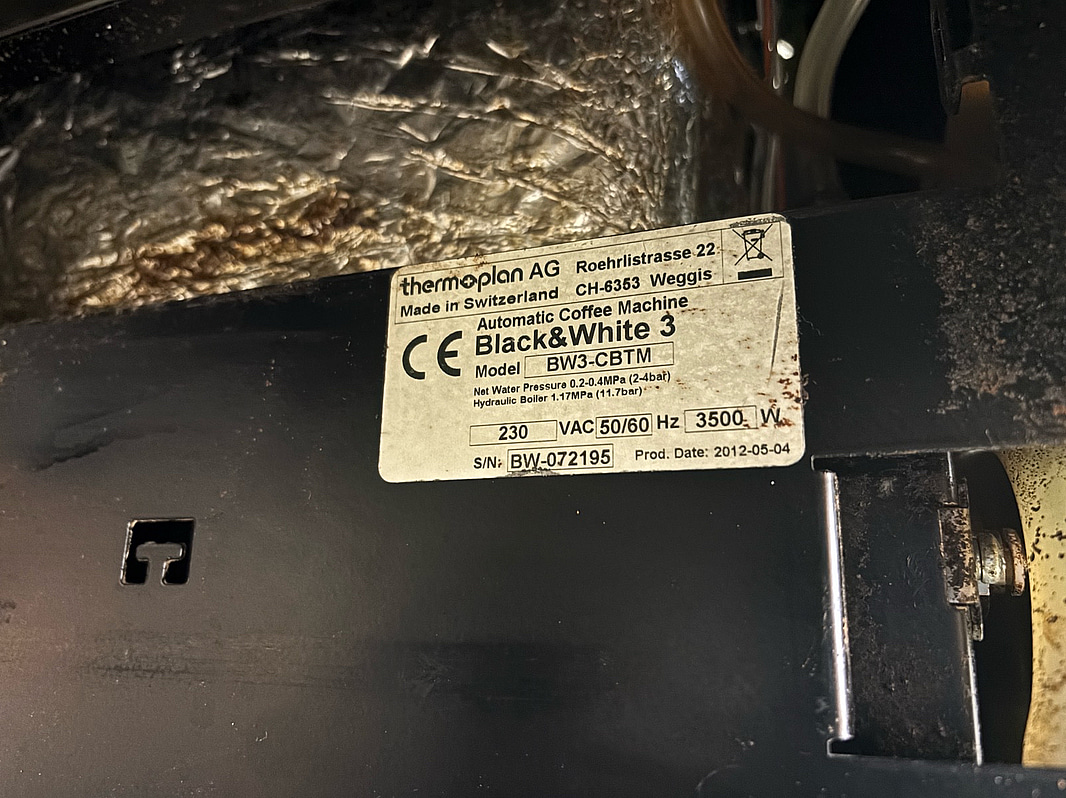 thermoplan AG Roehrlistrasse 22
Made in Switzerland CH-6353 Weggis
Automatic Coffee Machine
CE Black&White 3
Model BW3-CBTM
Net Water Pressure 0.2-0.4MPa (2-4bar)
Hydraulic Boiler 1.17MPa (11.7bar)
230 VAC 50/60 Hz 3500 W
S/N: BW-072195 Prod. Date: 2012-05-04